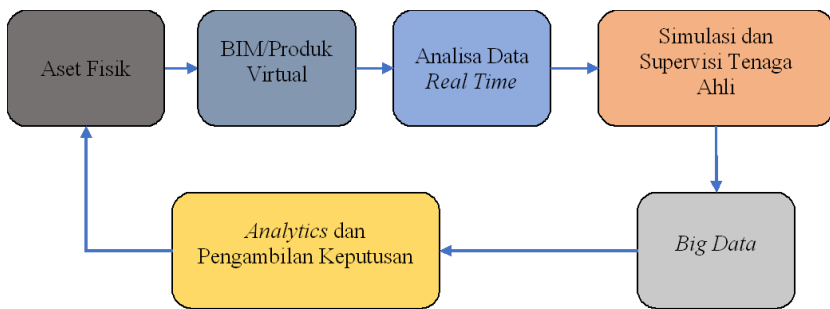 Aset Fisik
BIM/Produk
Virtual
Analisa Data
Real Time
Simulasi dan
Supervisi Tenaga
Ahli
Big Data
Analytics dan
Pengambilan Keputusan